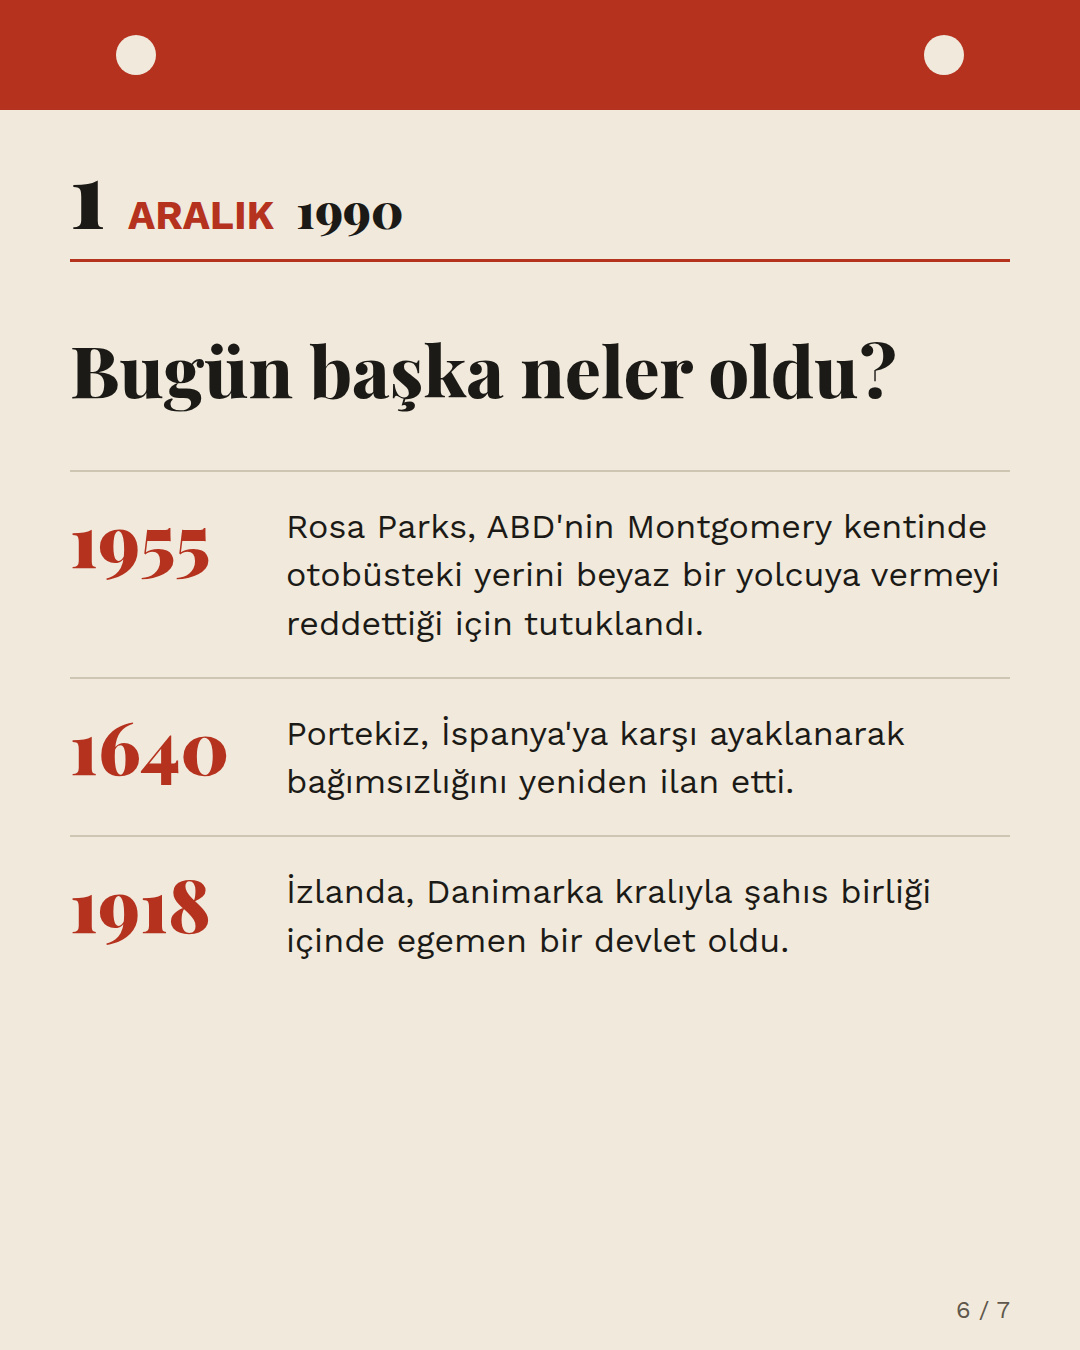 1 ARALIK 1990
Bugün başka neler oldu?
1955
Rosa Parks, ABD'nin Montgomery kentinde
otobüsteki yerini beyaz bir yolcuya vermeyi
reddettiği için tutuklandı.
1640
Portekiz, İspanya'ya karşı ayaklanarak
bağımsızlığını yeniden ilan etti.
1918
İzlanda, Danimarka kralıyla şahıs birliği
içinde egemen bir devlet oldu.
6 / 7